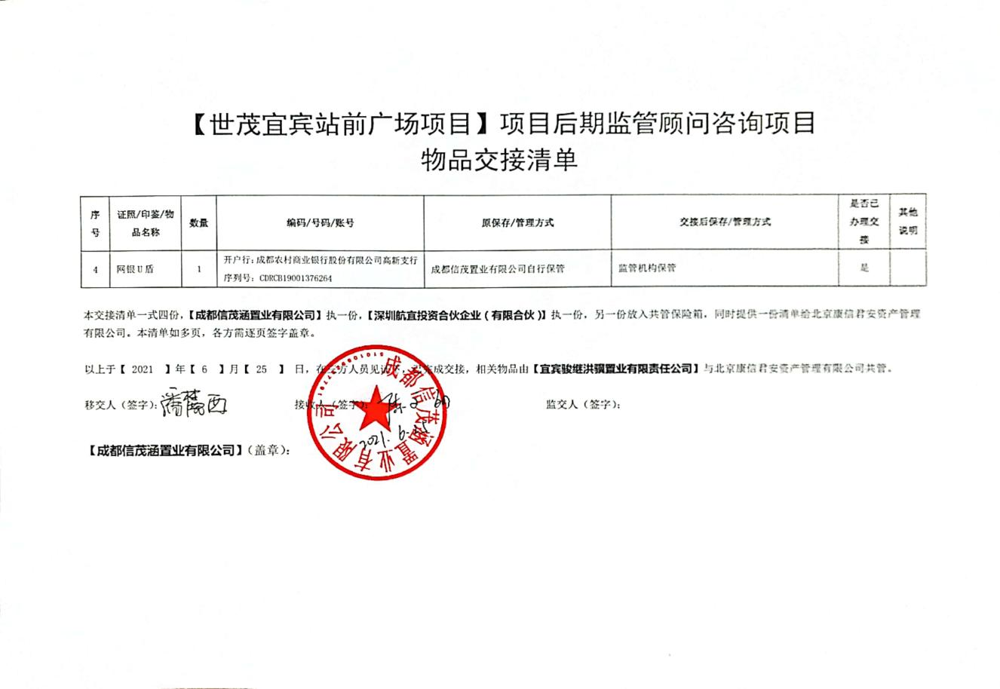 【世茂宜宾站前广场项目】项目后期监管顾问咨询项目
物品交接清单
序号 证照/印鉴/物品名称 数量 编码/号码/账号 原保存/管理方式 交接后保存/管理方式 是否已办理交接 其他说明
4 网银U盾 1 开户行：成都农村商业银行股份有限公司高新支行 成都信茂置业有限公司自行保管 监管机构保管 是
序列号：CDRCB19001376264
本交接清单一式四份，【成都信茂涵置业有限公司】执一份，【深圳航宜投资合伙企业（有限合伙）】执一份，另一份放入共管保险箱，同时提供一份清单给北京康信君安资产管理
有限公司。本清单如多页，各方需逐页签字盖章。
以上于【 2021 】年【 6 】月【 25 】 日，在三方人员见证下，已完成交接，相关物品由【宜宾骏继洪骥置业有限责任公司】与北京康信君安资产管理有限公司共管。
移交人（签字）： 接收人（签字）： 监交人（签字）：
2021.6.25
【成都信茂涵置业有限公司】（盖章）：
成都信茂涵置业有限公司